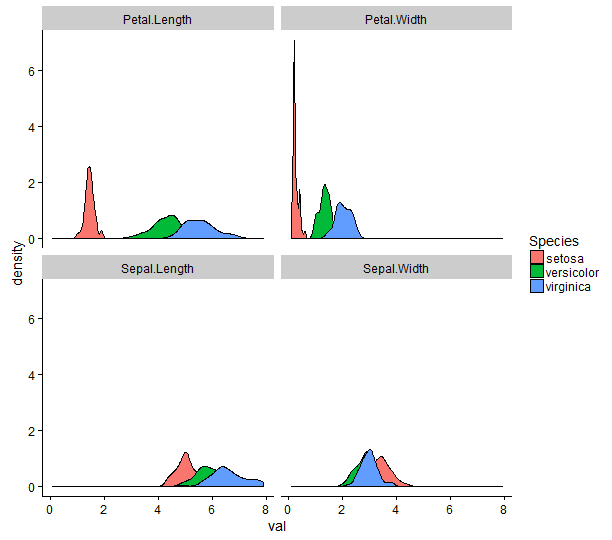 Petal.Length Petal.Width
6
4
2
0
density
Sepal.Length Sepal.Width
6
4
2
0
0 2 4 6 8 0 2 4 6 8
val
Species
setosa
versicolor
virginica